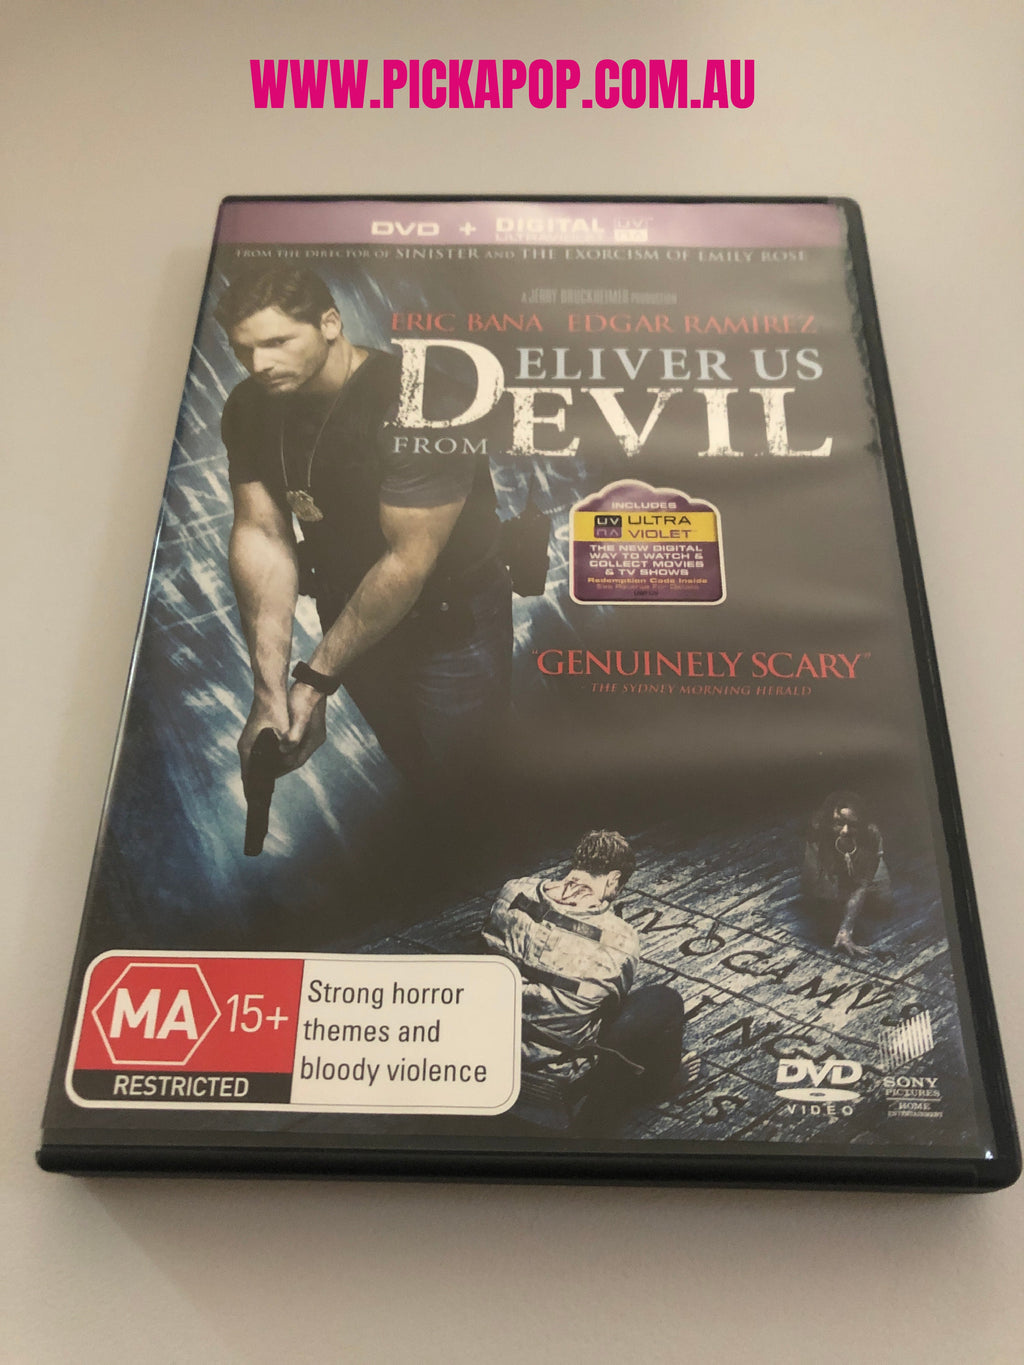 WWW.PICKAPOP.COM.AU
DVD + DIGITAL
ULTRAVIOLET
UV
FROM THE DIRECTOR OF SINISTER AND THE EXORCISM OF EMILY ROSE
A JERRY BRUCKHEIMER PRODUCTION
ERIC BANA EDGAR RAMÍREZ
DELIVER US
FROM EVIL
INCLUDES
UV ULTRA
VIOLET
THE NEW DIGITAL
WAY TO WATCH &
COLLECT MOVIES
& TV SHOWS
Redemption Code Inside
"GENUINELY SCARY"
- THE SYDNEY MORNING HERALD
MA 15+
RESTRICTED
Strong horror
themes and
bloody violence
DVD
VIDEO
SONY
PICTURES
HOME
ENTERTAINMENT